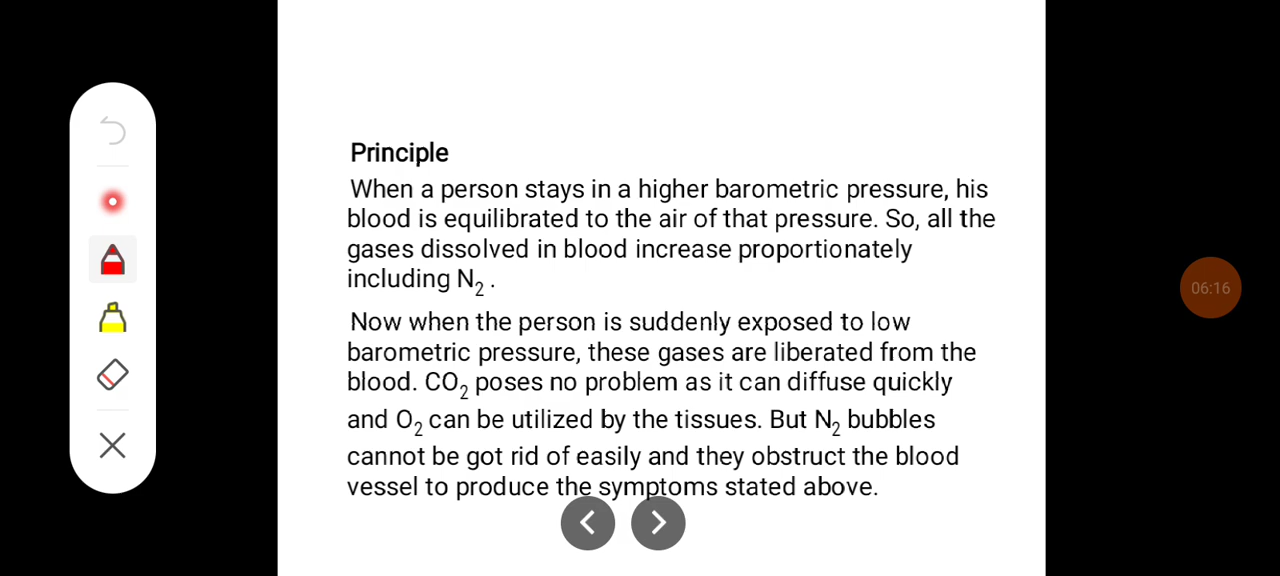 Principle
When a person stays in a higher barometric pressure, his
blood is equilibrated to the air of that pressure. So, all the
gases dissolved in blood increase proportionately
including N₂ .
Now when the person is suddenly exposed to low
barometric pressure, these gases are liberated from the
blood. CO₂ poses no problem as it can diffuse quickly
and O₂ can be utilized by the tissues. But N₂ bubbles
cannot be got rid of easily and they obstruct the blood
vessel to produce the symptoms stated above.
06:16